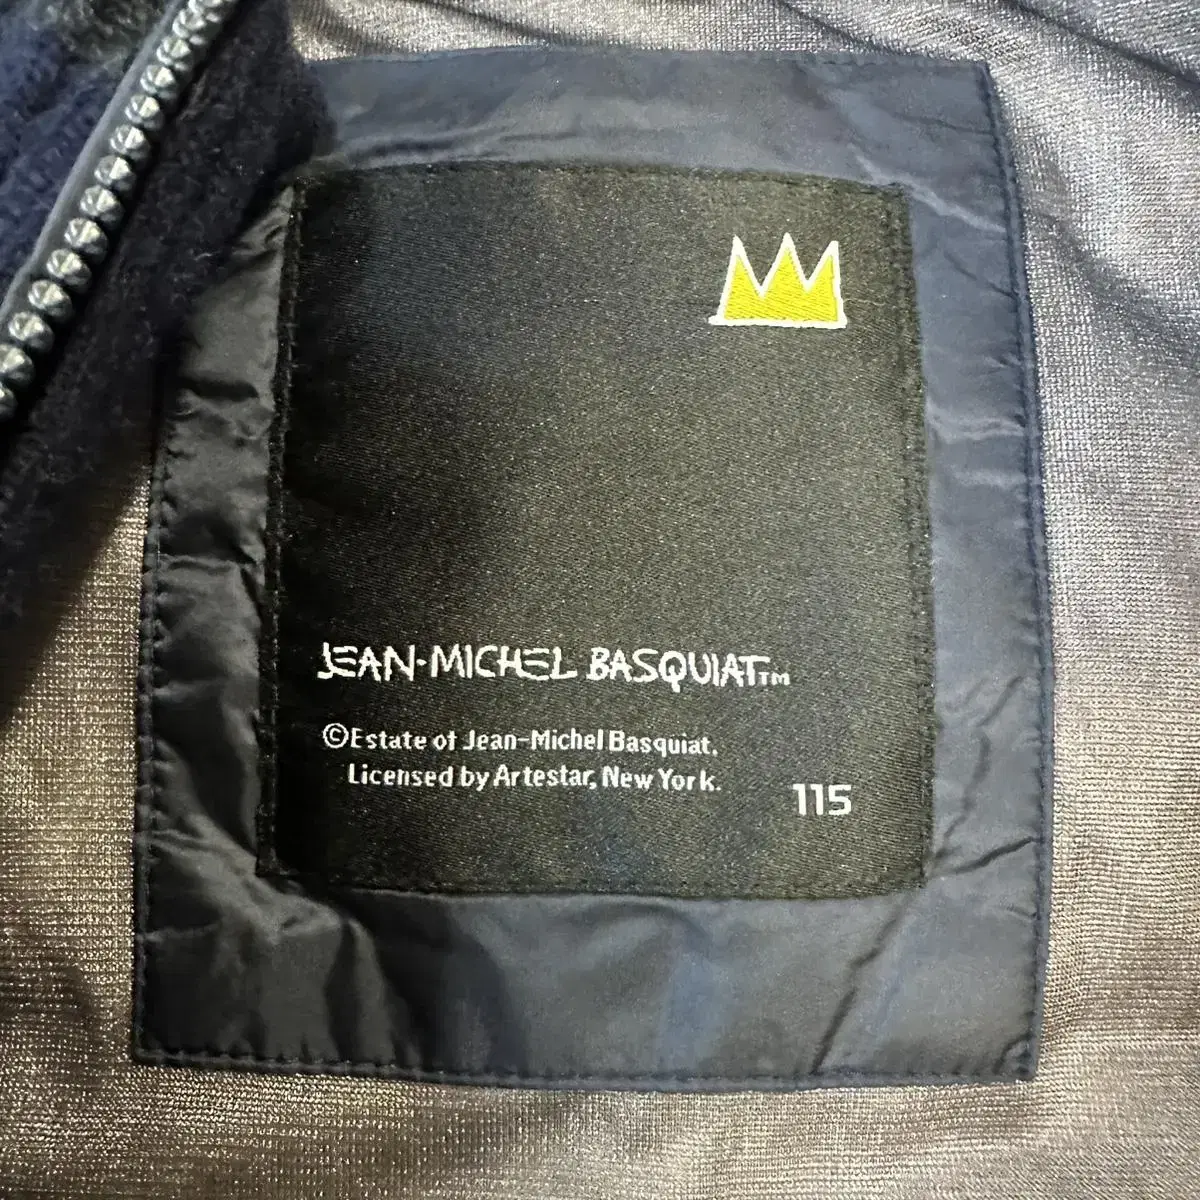 JEAN-MICHEL BASQUIAT™
©Estate of Jean-Michel Basquiat.
Licensed by Artestar, New York.
115